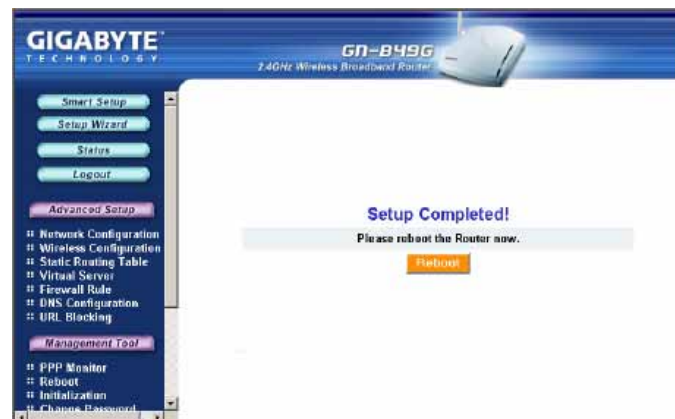 GIGABYTE
TECHNOLOGY
GN-B49G
2.4GHz Wireless Broadband Router
Smart Setup
Setup Wizard
Status
Logout
Advanced Setup
Network Configuration
Wireless Configuration
Static Routing Table
Virtual Server
Firewall Rule
DNS Configuration
URL Blocking
Management Tool
PPP Monitor
Reboot
Initialization
Change Password
Setup Completed!
Please reboot the Router now.
Reboot